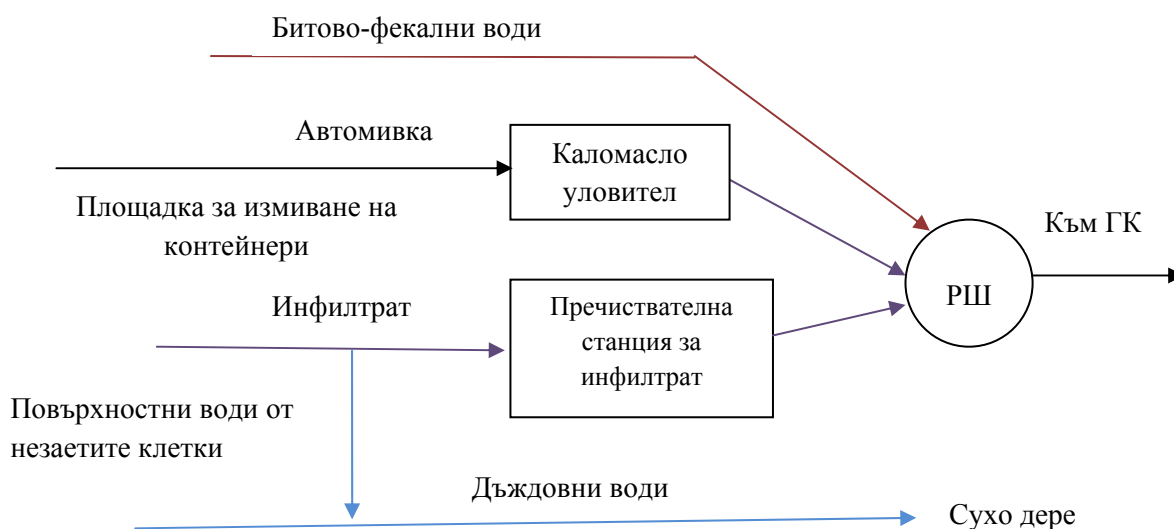 Битово-фекални води
Автомивка
Каломасло
уловител
Площадка за измиване на
контейнери
Към ГК
РШ
Инфилтрат
Пречиствателна
станция за
инфилтрат
Повърхностни води от
незаетите клетки
Дъждовни води
Сухо дере